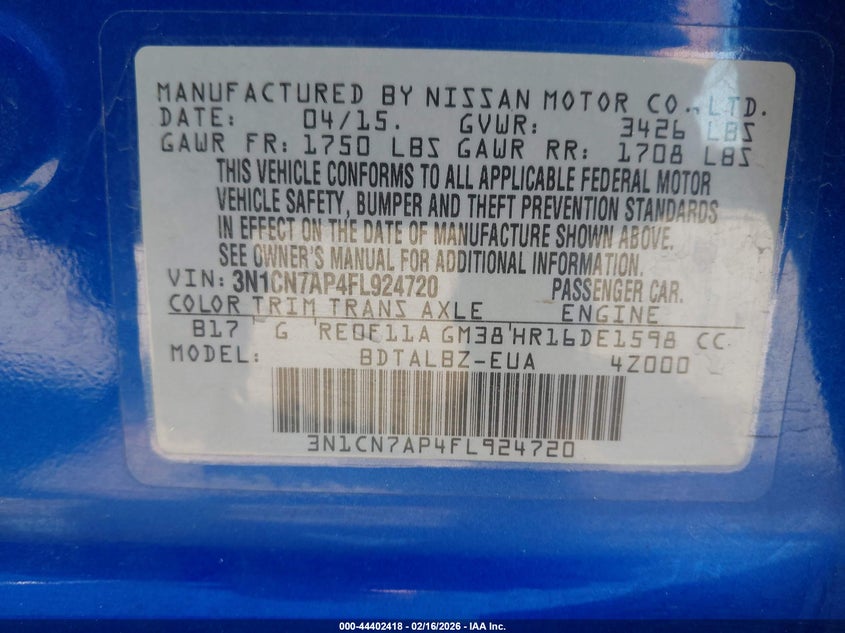 MANUFACTURED BY NISSAN MOTOR CO., LTD.
DATE: 04/15. GVWR: 3426 LBS
GAWR FR: 1750 LBS GAWR RR: 1708 LBS
THIS VEHICLE CONFORMS TO ALL APPLICABLE FEDERAL MOTOR
VEHICLE SAFETY, BUMPER AND THEFT PREVENTION STANDARDS
IN EFFECT ON THE DATE OF MANUFACTURE SHOWN ABOVE.
SEE OWNER'S MANUAL FOR ADDITIONAL INFORMATION.
VIN: 3N1CN7AP4FL924720 PASSENGER CAR.
COLOR TRIM TRANS AXLE ENGINE
B17 G RE0F11A GM38 HR16DE1598 CC
MODEL: BDTALBZ-EUA 4Z000
3N1CN7AP4FL924720
000-44402418 - 02/16/2026 - IAA Inc.